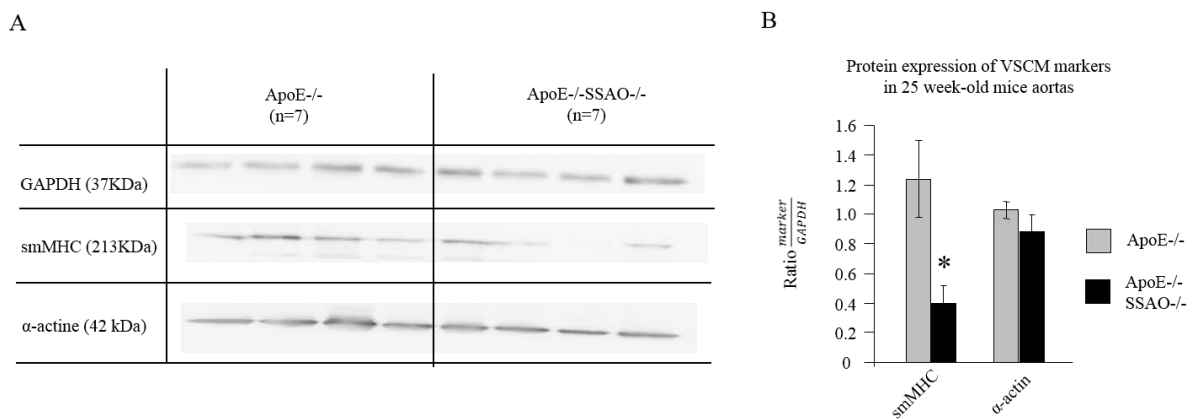 A
ApoE-/-
(n=7)
ApoE-/-SSAO-/-
(n=7)
GAPDH (37KDa)
smMHC (213KDa)
α-actine (42 kDa)
B
Protein expression of VSCM markers
in 25 week-old mice aortas
Ratio marker/GAPDH
1.6
1.4
1.2
1.0
0.8
0.6
0.4
0.2
0
*
smMHC
α-actin
ApoE-/-
ApoE-/-
SSAO-/-